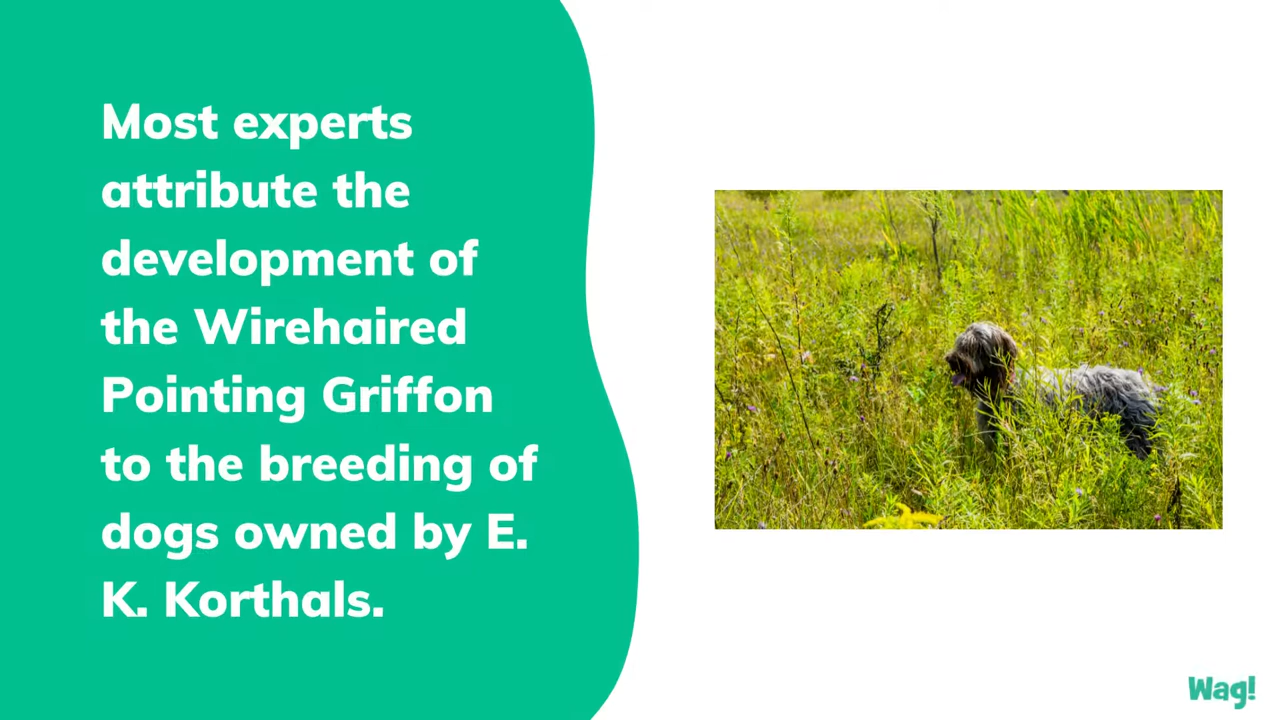 Most experts
attribute the
development of
the Wirehaired
Pointing Griffon
to the breeding of
dogs owned by E.
K. Korthals.
Wag!